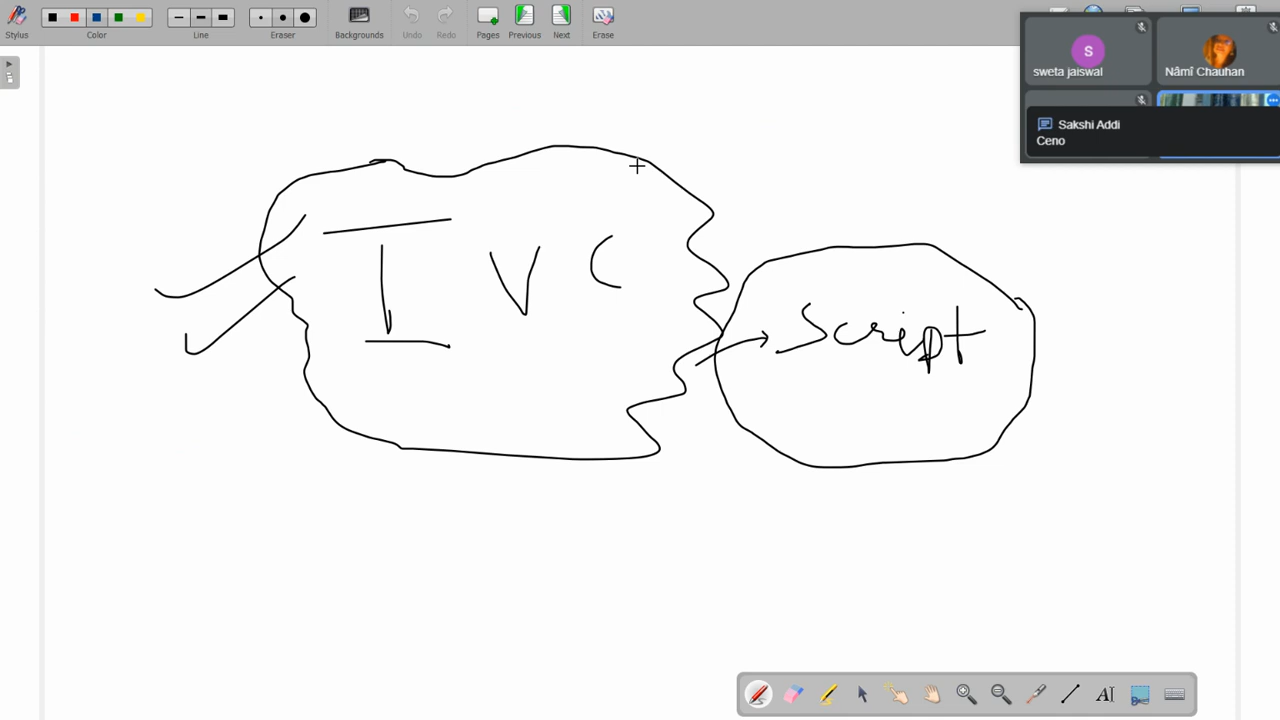 Stylus
Color
Line
Eraser
Backgrounds
Undo
Redo
Pages
Previous
Next
Erase
sweta jaiswal
Nâmî Chauhan
S
Sakshi Addi
Ceno
I V C
Script